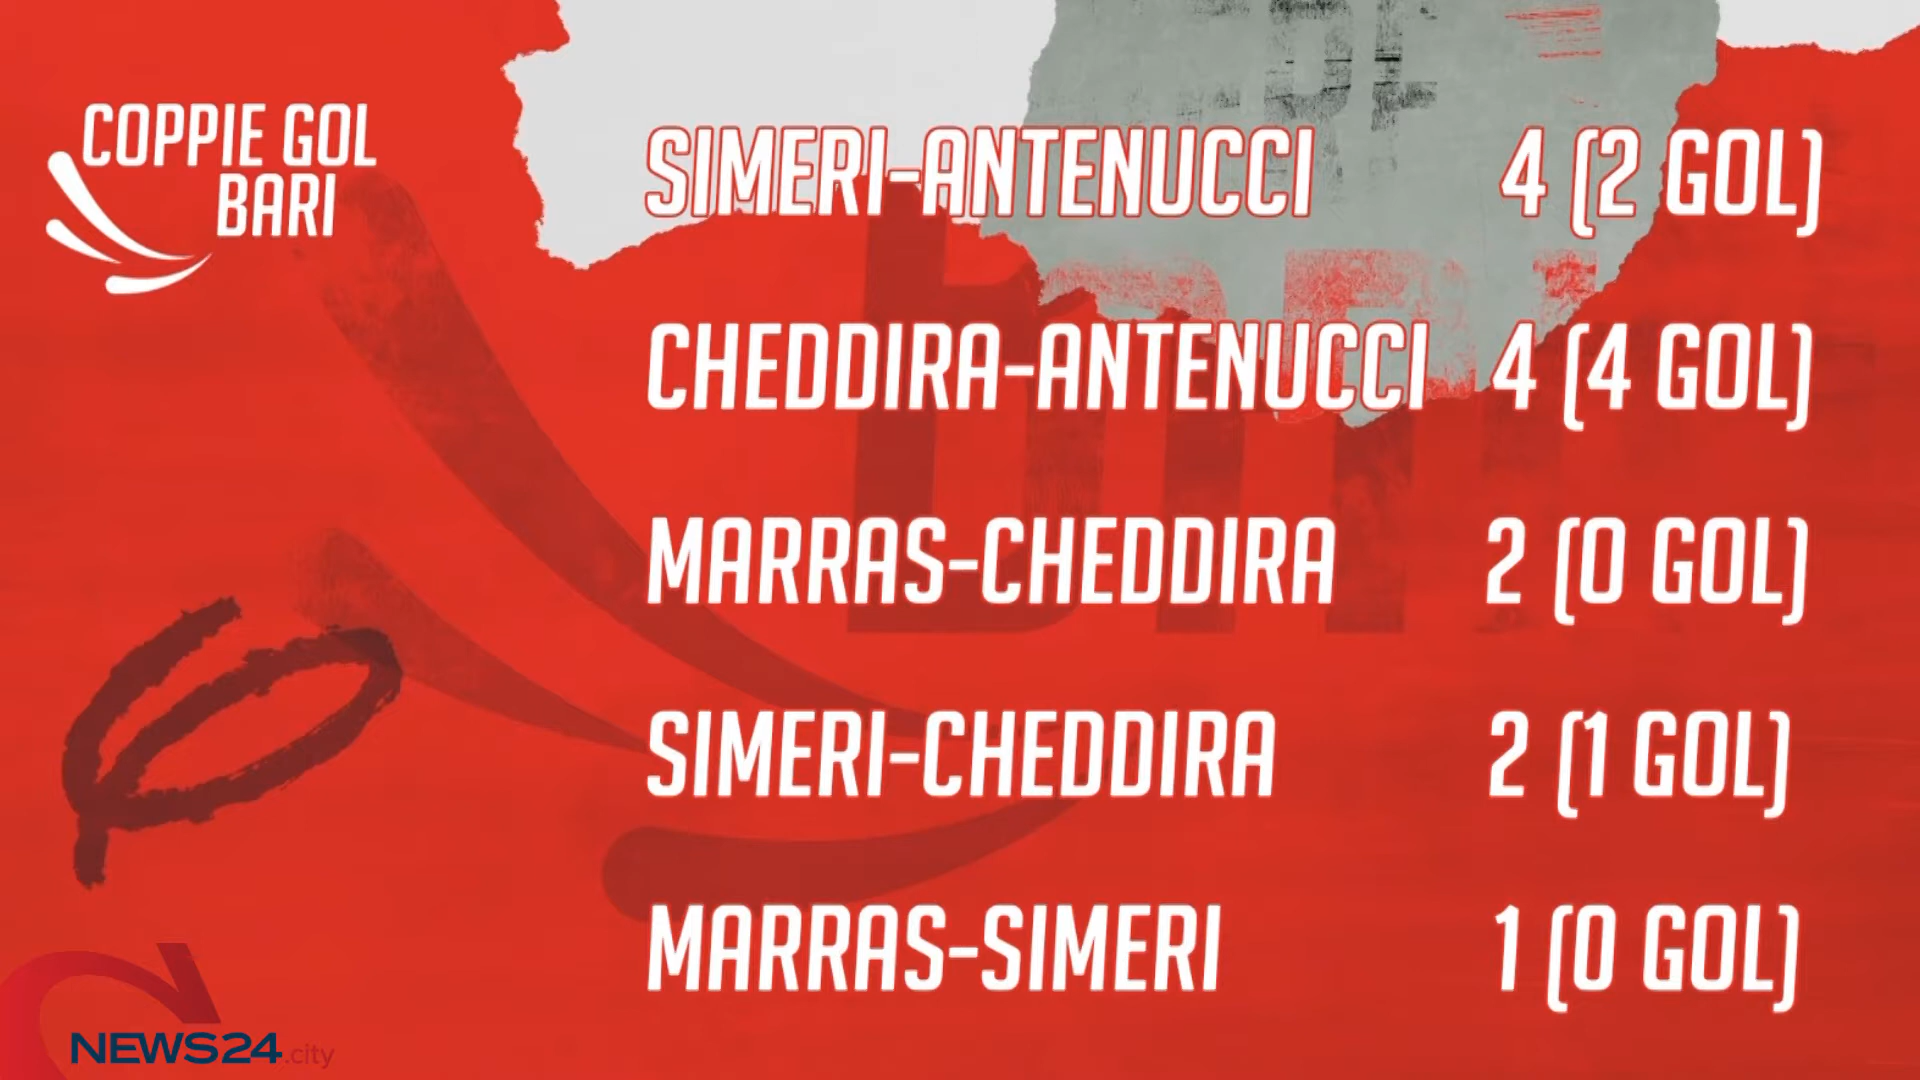 COPPIE GOL
BARI
SIMERI-ANTENUCCI 4 (2 GOL)
CHEDDIRA-ANTENUCCI 4 (4 GOL)
MARRAS-CHEDDIRA 2 (0 GOL)
SIMERI-CHEDDIRA 2 (1 GOL)
MARRAS-SIMERI 1 (0 GOL)
NEWS24.city